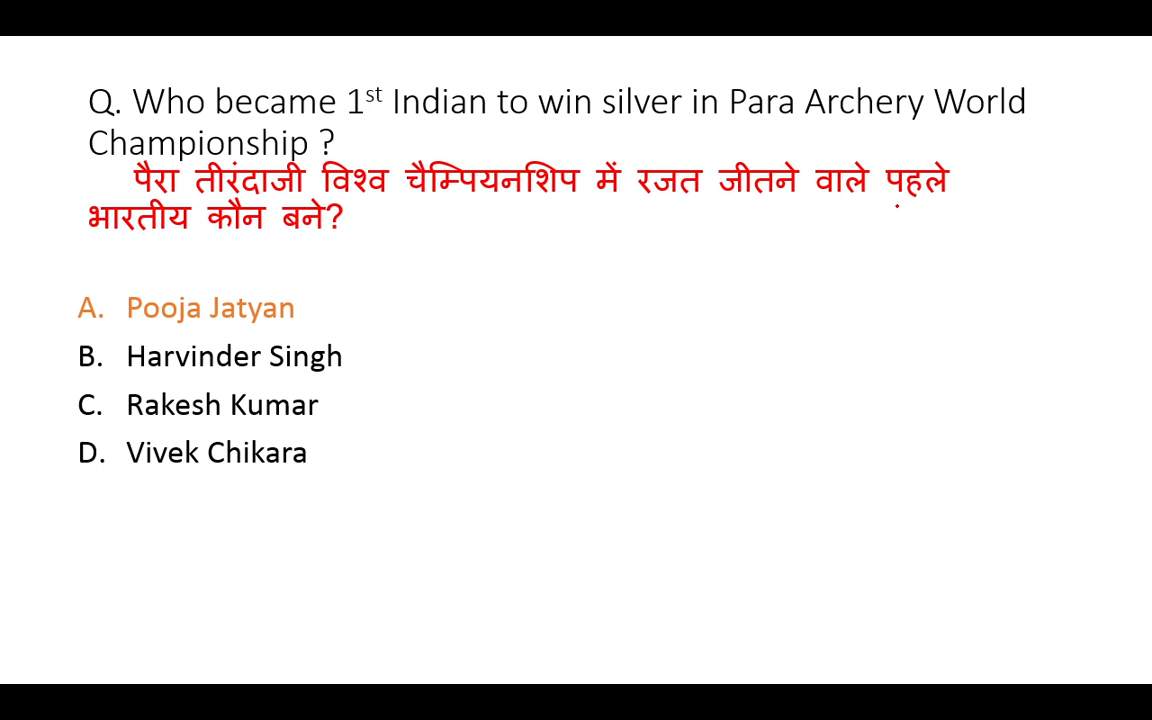 Q. Who became 1st Indian to win silver in Para Archery World
Championship ?
पैरा तीरंदाजी विश्व चैम्पियनशिप में रजत जीतने वाले पहले
भारतीय कौन बने?
A. Pooja Jatyan
B. Harvinder Singh
C. Rakesh Kumar
D. Vivek Chikara